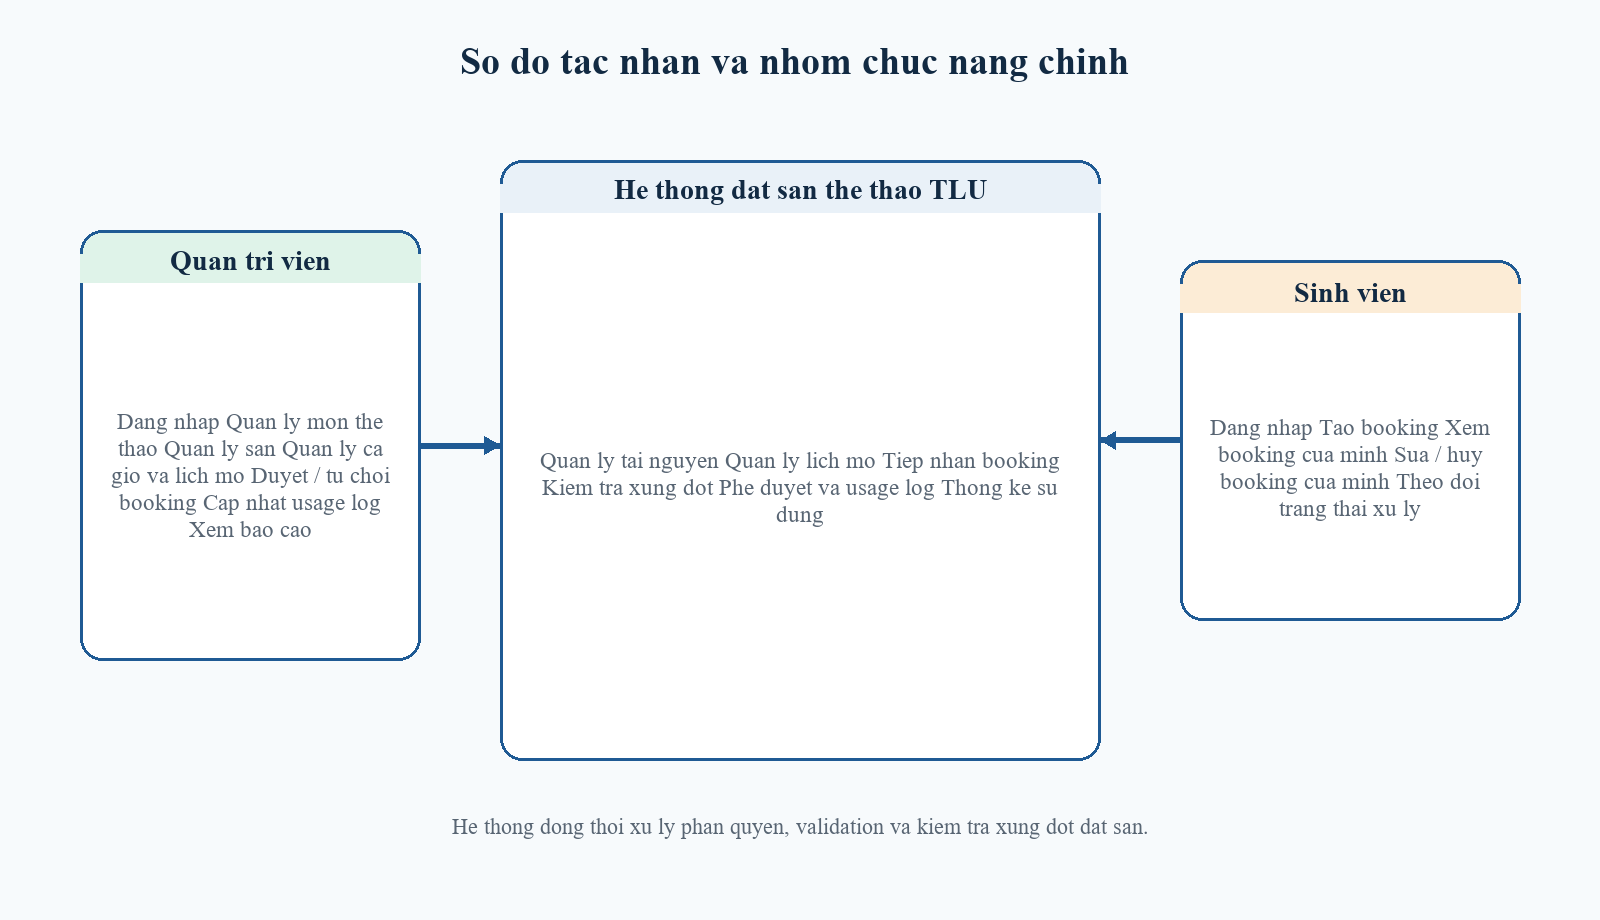 So do tac nhan va nhom chuc nang chinh
He thong dat san the thao TLU
Quan tri vien
Sinh vien
Dang nhap Quan ly mon the
thao Quan ly san Quan ly ca
gio va lich mo Duyet / tu choi
booking Cap nhat usage log
Xem bao cao
Quan ly tai nguyen Quan ly lich mo Tiep nhan booking
Kiem tra xung dot Phe duyet va usage log Thong ke su
dung
Dang nhap Tao booking Xem
booking cua minh Sua / huy
booking cua minh Theo doi
trang thai xu ly
He thong dong thoi xu ly phan quyen, validation va kiem tra xung dot dat san.